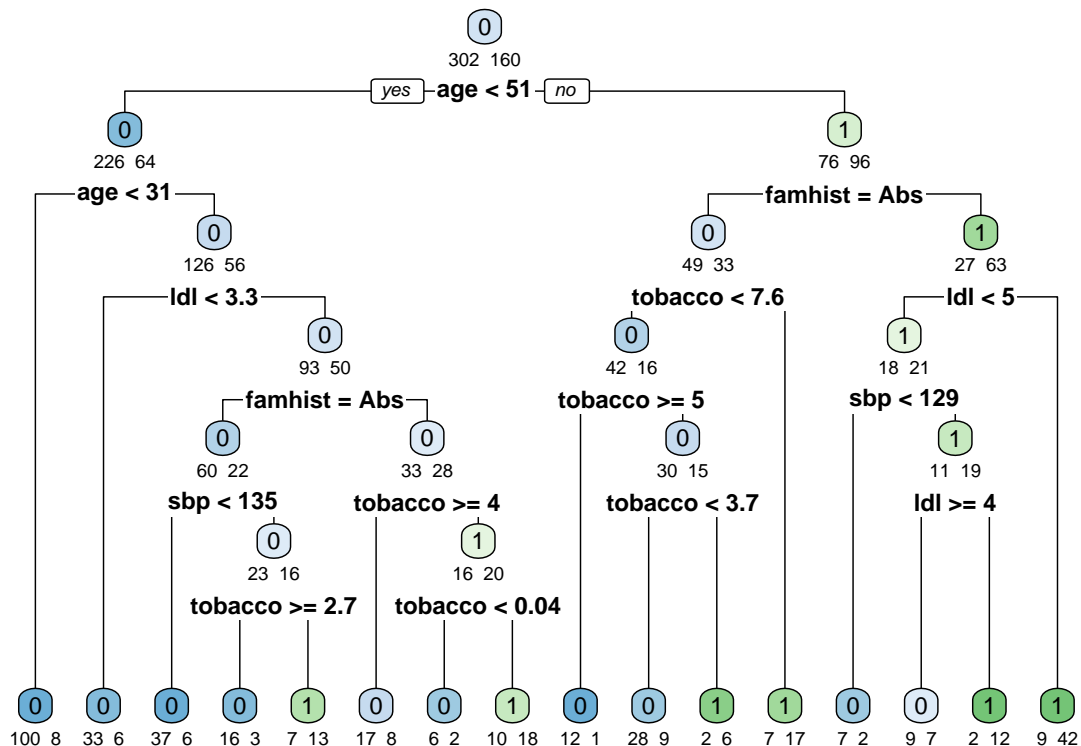 0
302 160
yes age < 51 no
0 1
226 64 76 96
age < 31 famhist = Abs
0 0 1
126 56 49 33 27 63
ldl < 3.3 tobacco < 7.6 ldl < 5
0 0 1
93 50 42 16 18 21
famhist = Abs tobacco >= 5 sbp < 129
0 0 0 1
60 22 33 28 30 15 11 19
sbp < 135 tobacco >= 4 tobacco < 3.7 ldl >= 4
0 1
23 16 16 20
tobacco >= 2.7 tobacco < 0.04
0 0 0 0 1 0 0 1 0 0 1 1 0 0 1 1
100 8 33 6 37 6 16 3 7 13 17 8 6 2 10 18 12 1 28 9 2 6 7 17 7 2 9 7 2 12 9 42